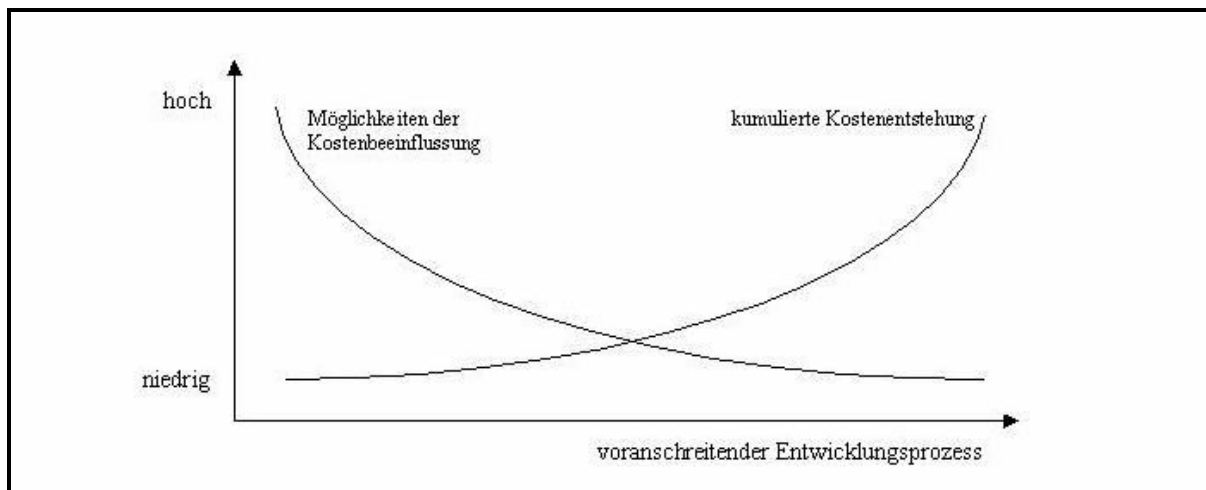 hoch
Möglichkeiten der
Kostenbeeinflussung
kumulierte Kostenentstehung
niedrig
voranschreitender Entwicklungsprozess